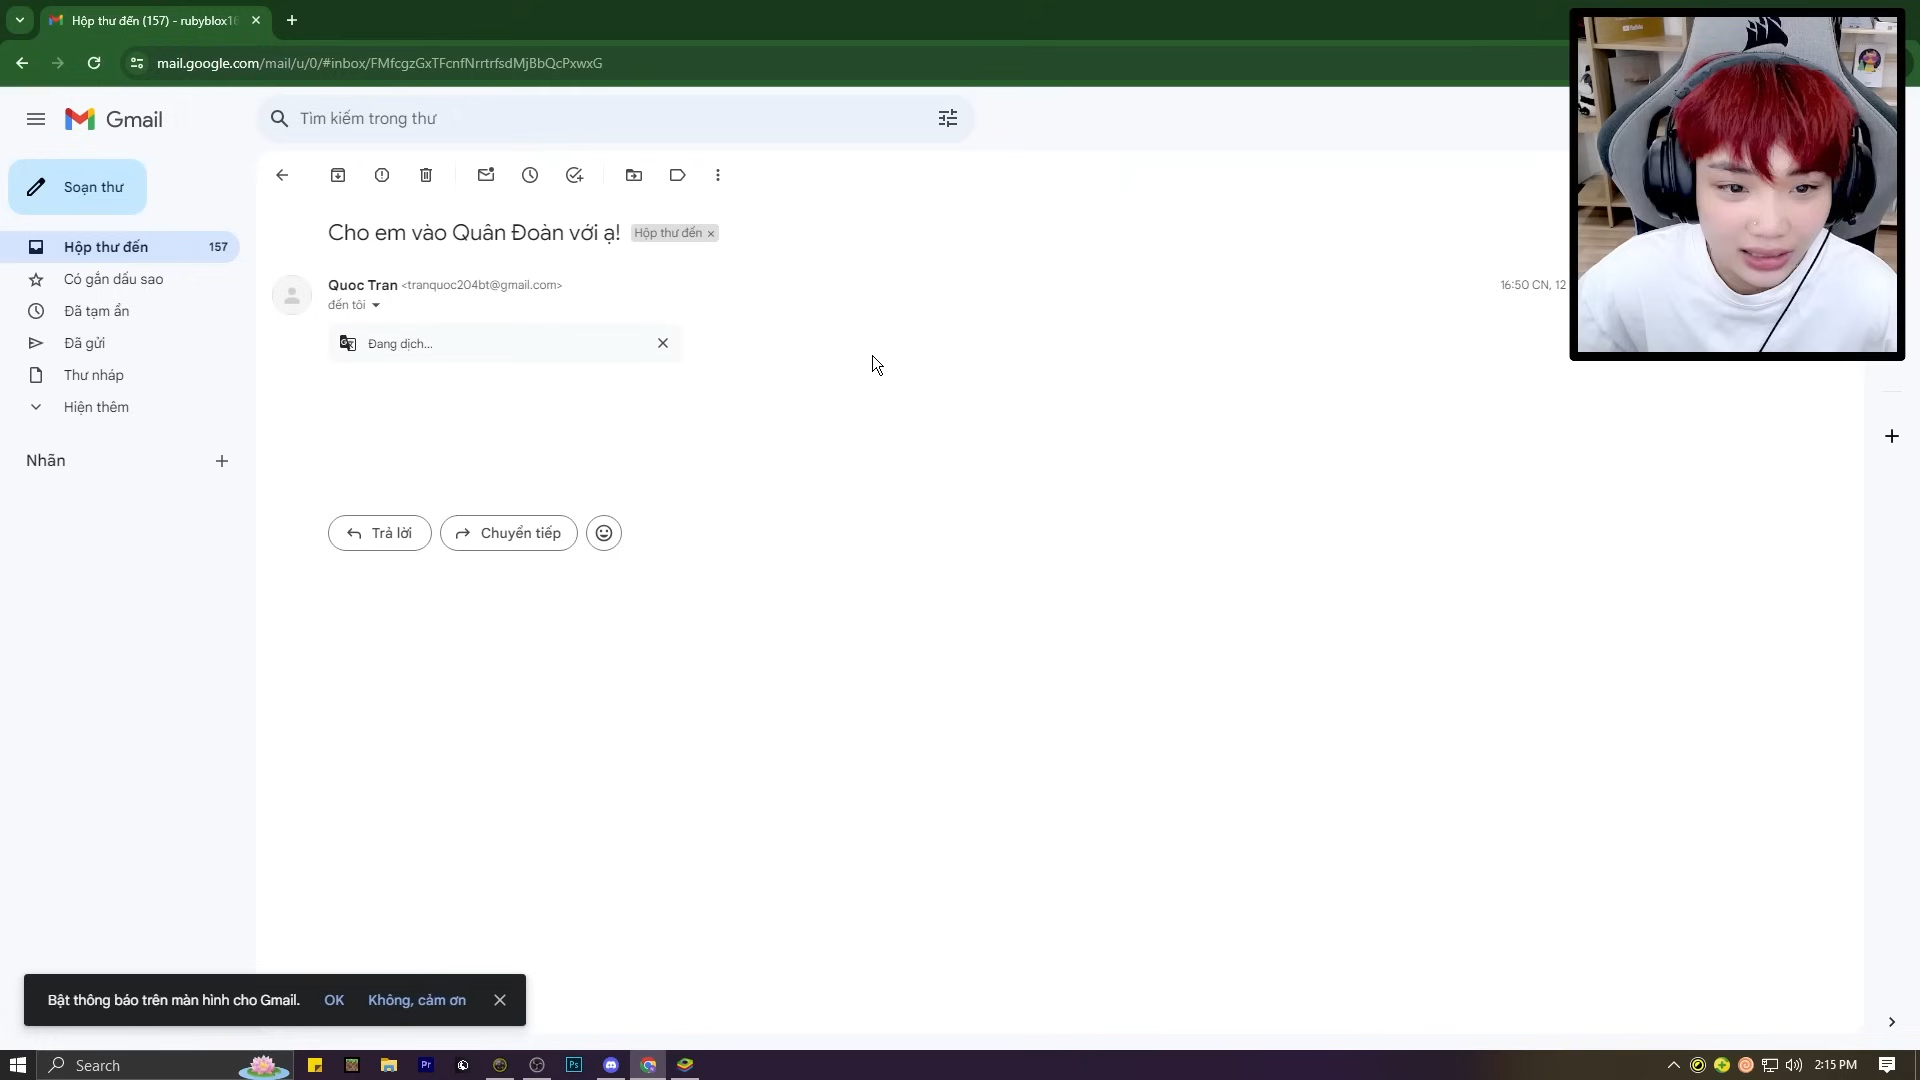 Hộp thư đến (157) - rubyblox18
mail.google.com/mail/u/0/#inbox/FMfcgzGxTFcnfNrrtrfsdMjBbQcPxwxG
Gmail
Tìm kiếm trong thư
Soạn thư
Hộp thư đến 157
Có gắn dấu sao
Đã tạm ẩn
Đã gửi
Thư nháp
Hiện thêm
Nhãn
Cho em vào Quân Đoàn với ạ! Hộp thư đến
Quoc Tran <tranquoc204bt@gmail.com>
16:50 CN, 12
đến tôi
Đang dịch...
Trả lời
Chuyển tiếp
Bật thông báo trên màn hình cho Gmail. OK Không, cảm ơn
Search
Pr
Ps
2:15 PM